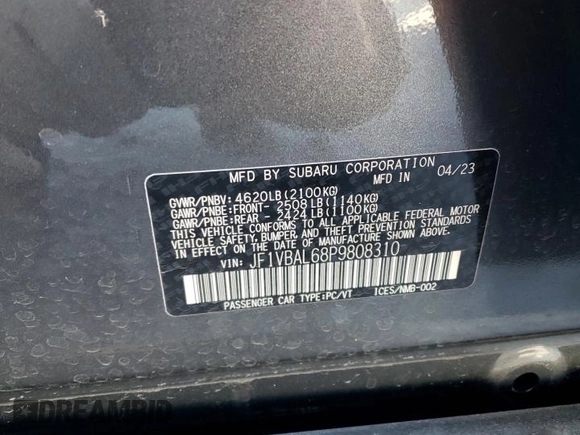 MFD BY SUBARU CORPORATION
MFD IN 04/23
GVWR/PNBV: 4620LB(2100KG)
GAWR/PNBE:FRONT- 2508LB(1140KG)
GAWR/PNBE:REAR - 2424LB(1100KG)
THIS VEHICLE CONFORMS TO ALL APPLICABLE FEDERAL MOTOR
VEHICLE SAFETY, BUMPER, AND THEFT PREVENTION STANDARDS
IN EFFECT ON THE DATE OF MANUFACTURE SHOWN ABOVE.
VIN: JF1VBAL68P9808310
PASSENGER CAR TYPE:PC/VT ICES/NMB-002
DREAMBID